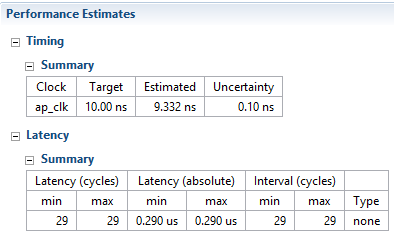 Performance Estimates
Timing
Summary
Clock Target Estimated Uncertainty
ap_clk 10.00 ns 9.332 ns 0.10 ns
Latency
Summary
Latency (cycles) Latency (absolute) Interval (cycles)
min max min max min max Type
29 29 0.290 us 0.290 us 29 29 none